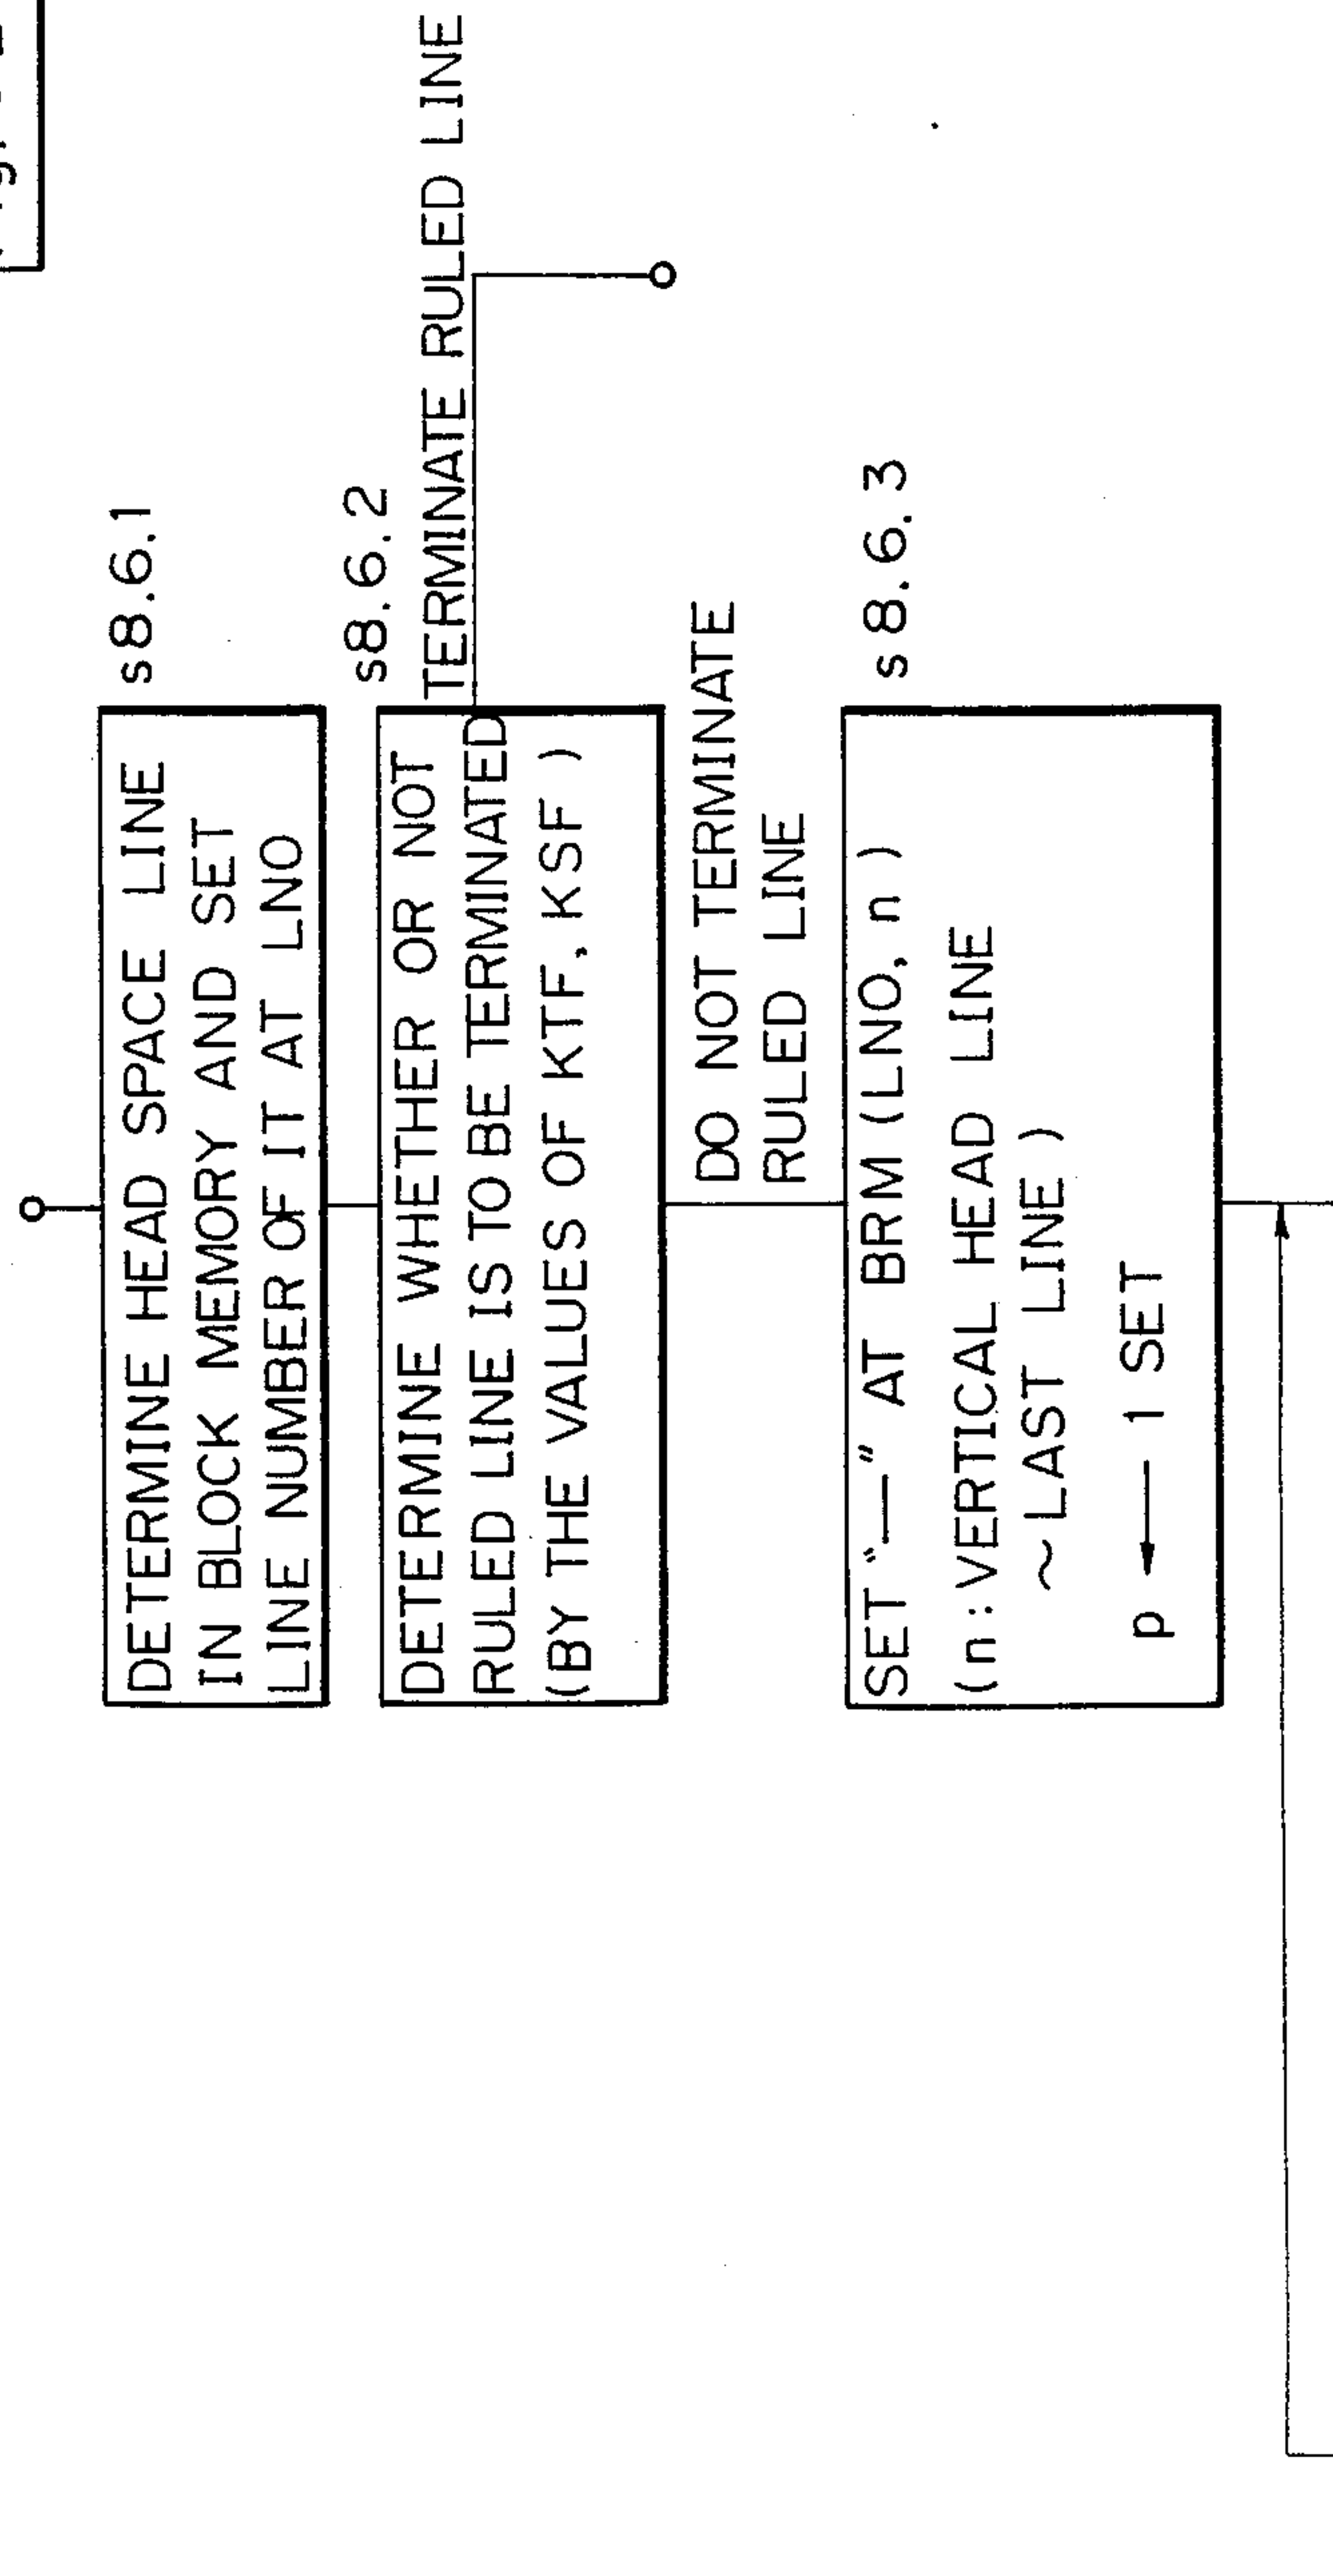 s8.6.1
DETERMINE HEAD SPACE LINE
IN BLOCK MEMORY AND SET
LINE NUMBER OF IT AT LNO
s8.6.2
TERMINATE RULED LINE
DETERMINE WHETHER OR NOT
RULED LINE IS TO BE TERMINATED
(BY THE VALUES OF KTF, KSF)
DO NOT TERMINATE
RULED LINE
s8.6.3
SET “—” AT BRM (LNO, n)
(n : VERTICAL HEAD LINE
~ LAST LINE)
p ← 1 SET